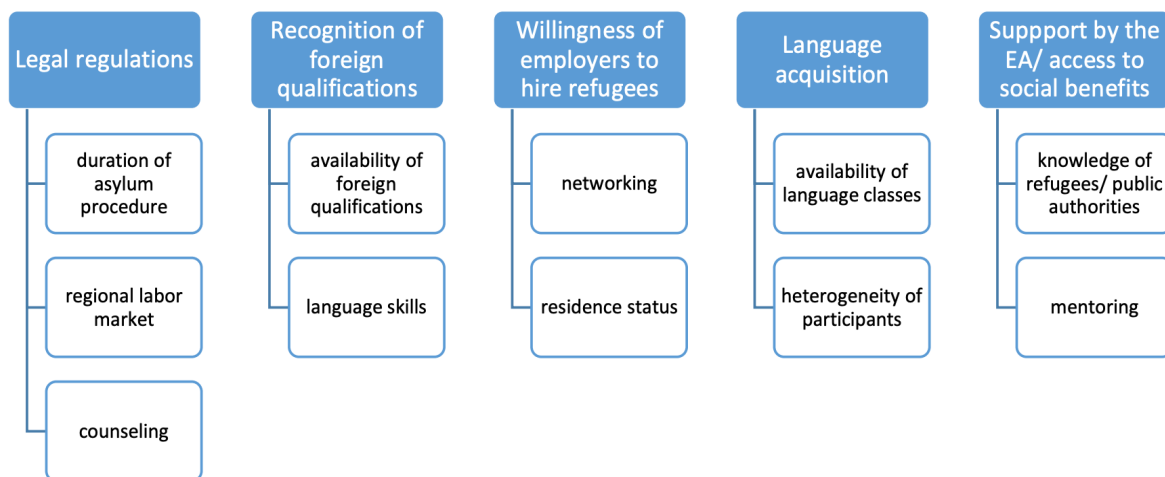 Legal regulations
duration of
asylum
procedure
regional labor
market
counseling
Recognition of
foreign
qualifications
availability of
foreign
qualifications
language skills
Willingness of
employers to
hire refugees
networking
residence status
Language
acquisition
availability of
language classes
heterogeneity of
participants
Suppport by the
EA/ access to
social benefits
knowledge of
refugees/ public
authorities
mentoring